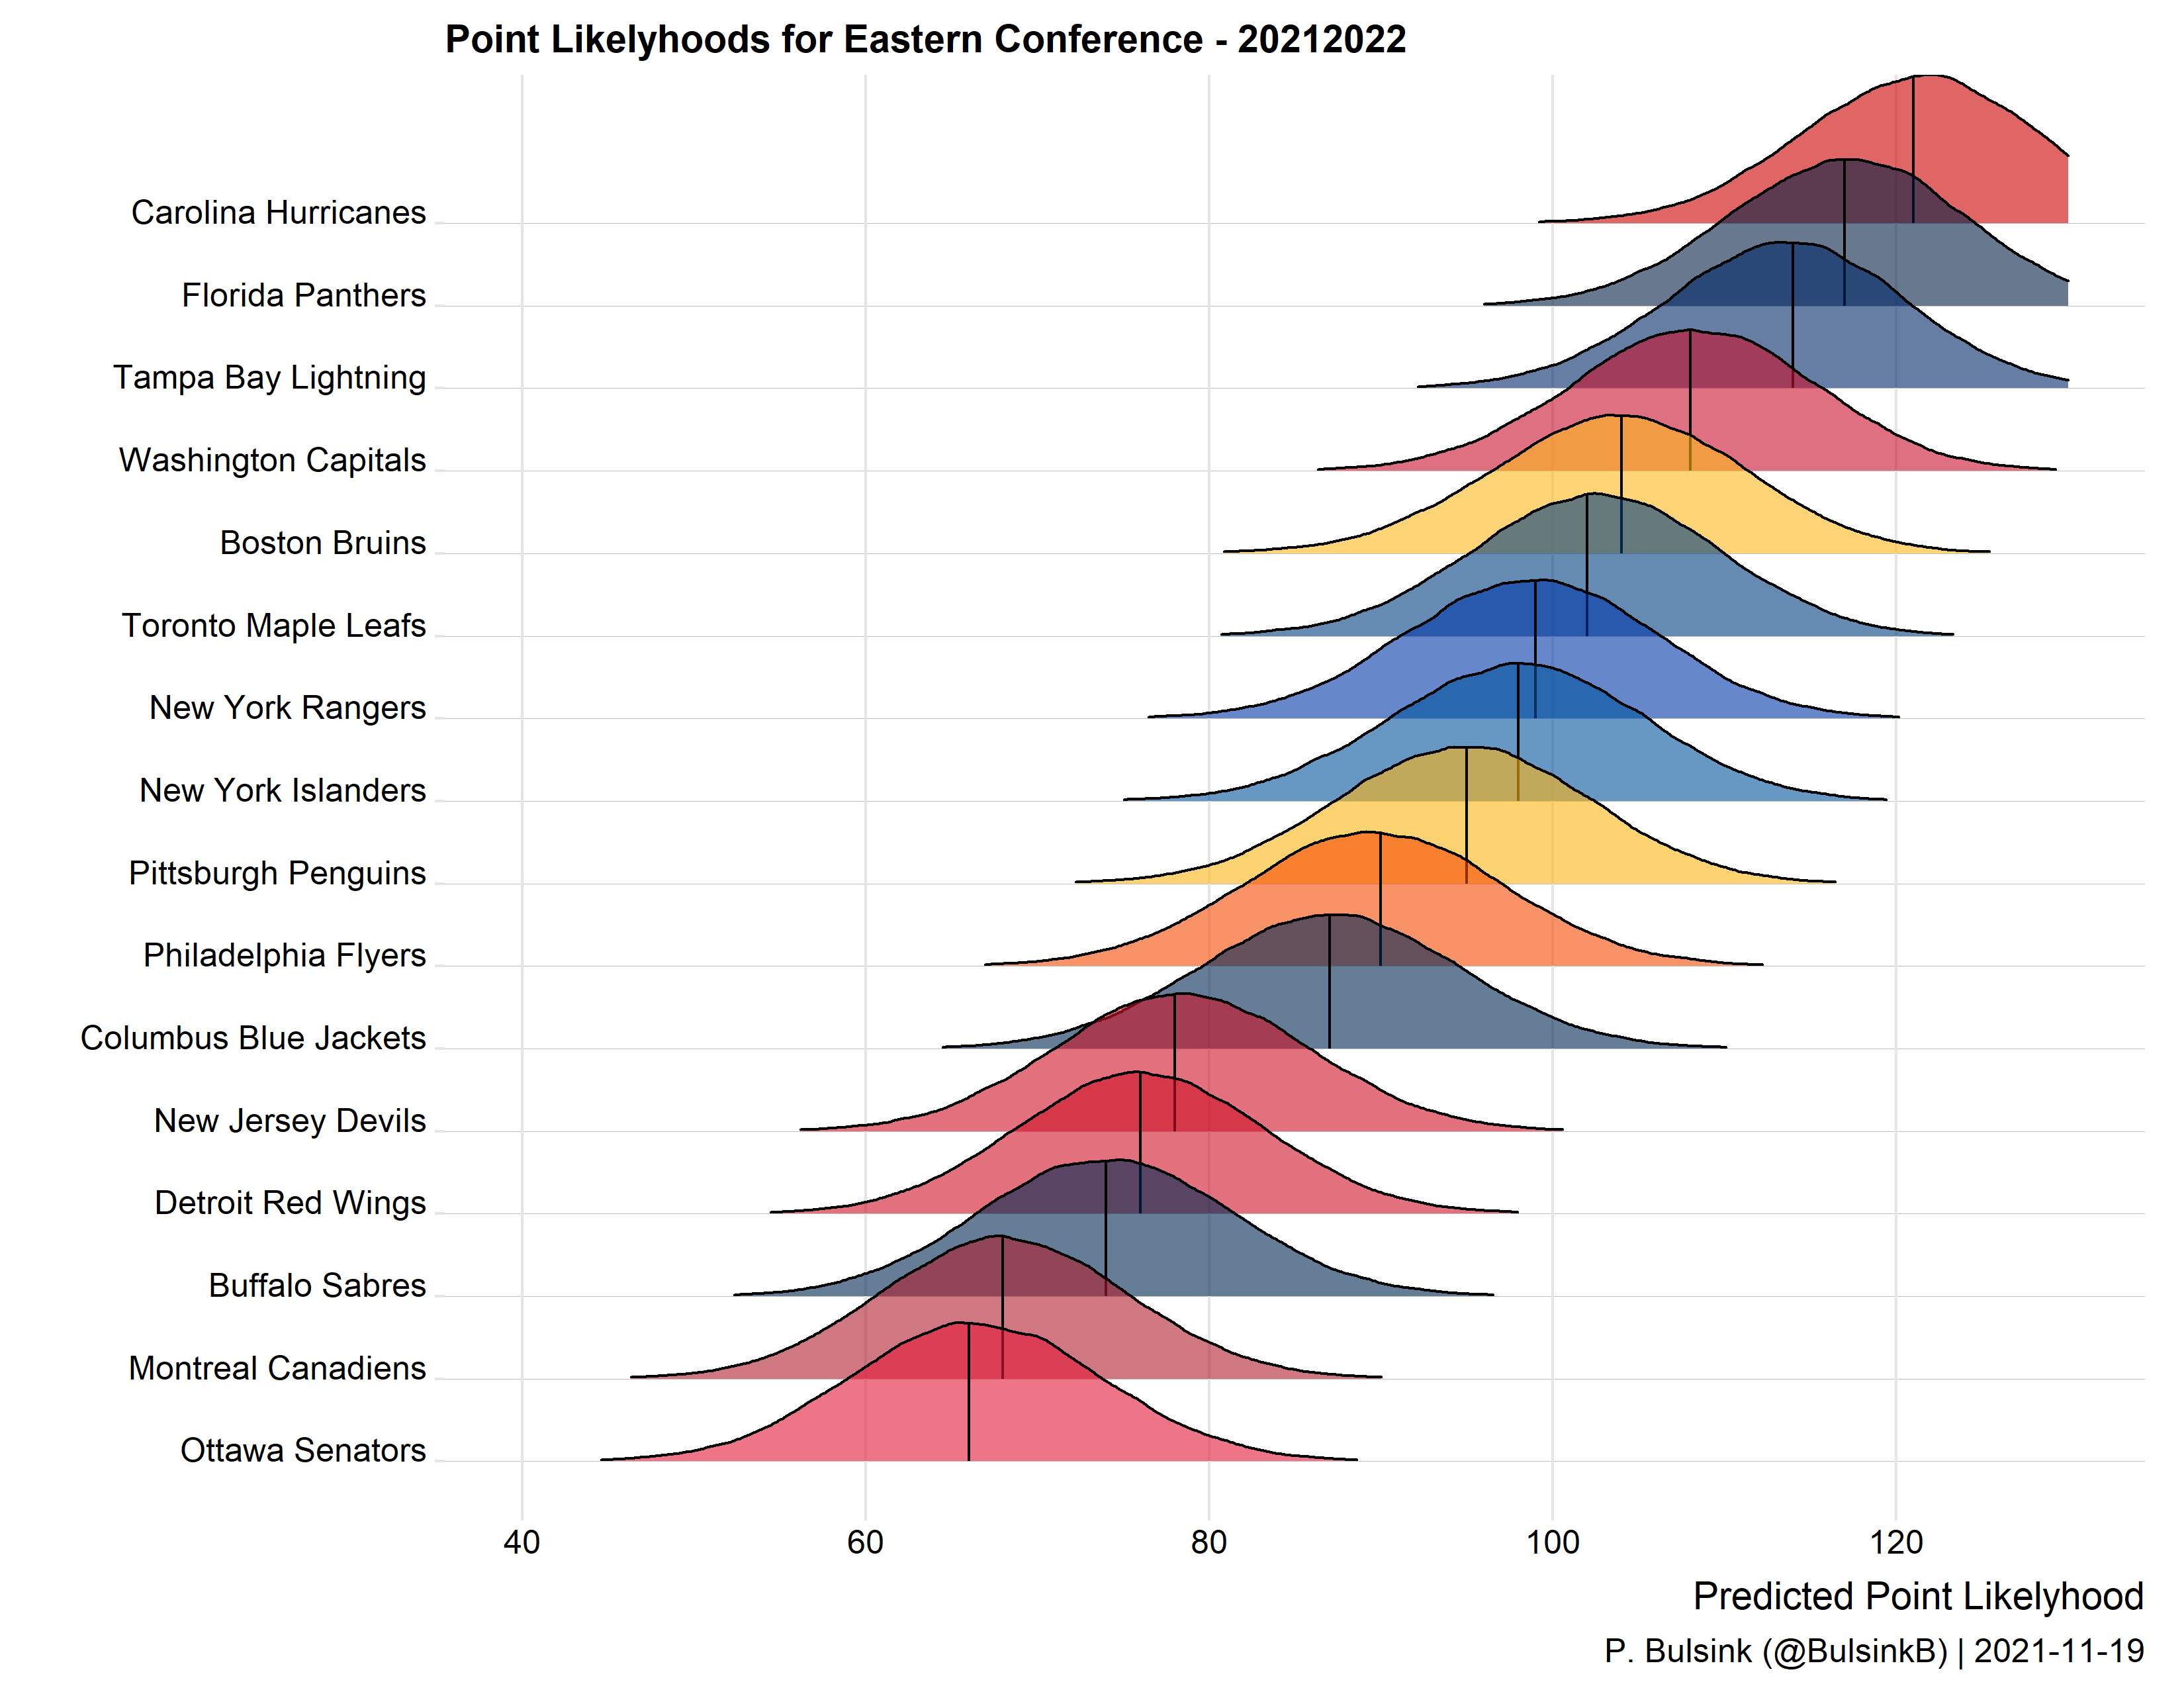 Point Likelyhoods for Eastern Conference - 20212022
Carolina Hurricanes
Florida Panthers
Tampa Bay Lightning
Washington Capitals
Boston Bruins
Toronto Maple Leafs
New York Rangers
New York Islanders
Pittsburgh Penguins
Philadelphia Flyers
Columbus Blue Jackets
New Jersey Devils
Detroit Red Wings
Buffalo Sabres
Montreal Canadiens
Ottawa Senators
40 60 80 100 120
Predicted Point Likelyhood
P. Bulsink (@BulsinkB) | 2021-11-19